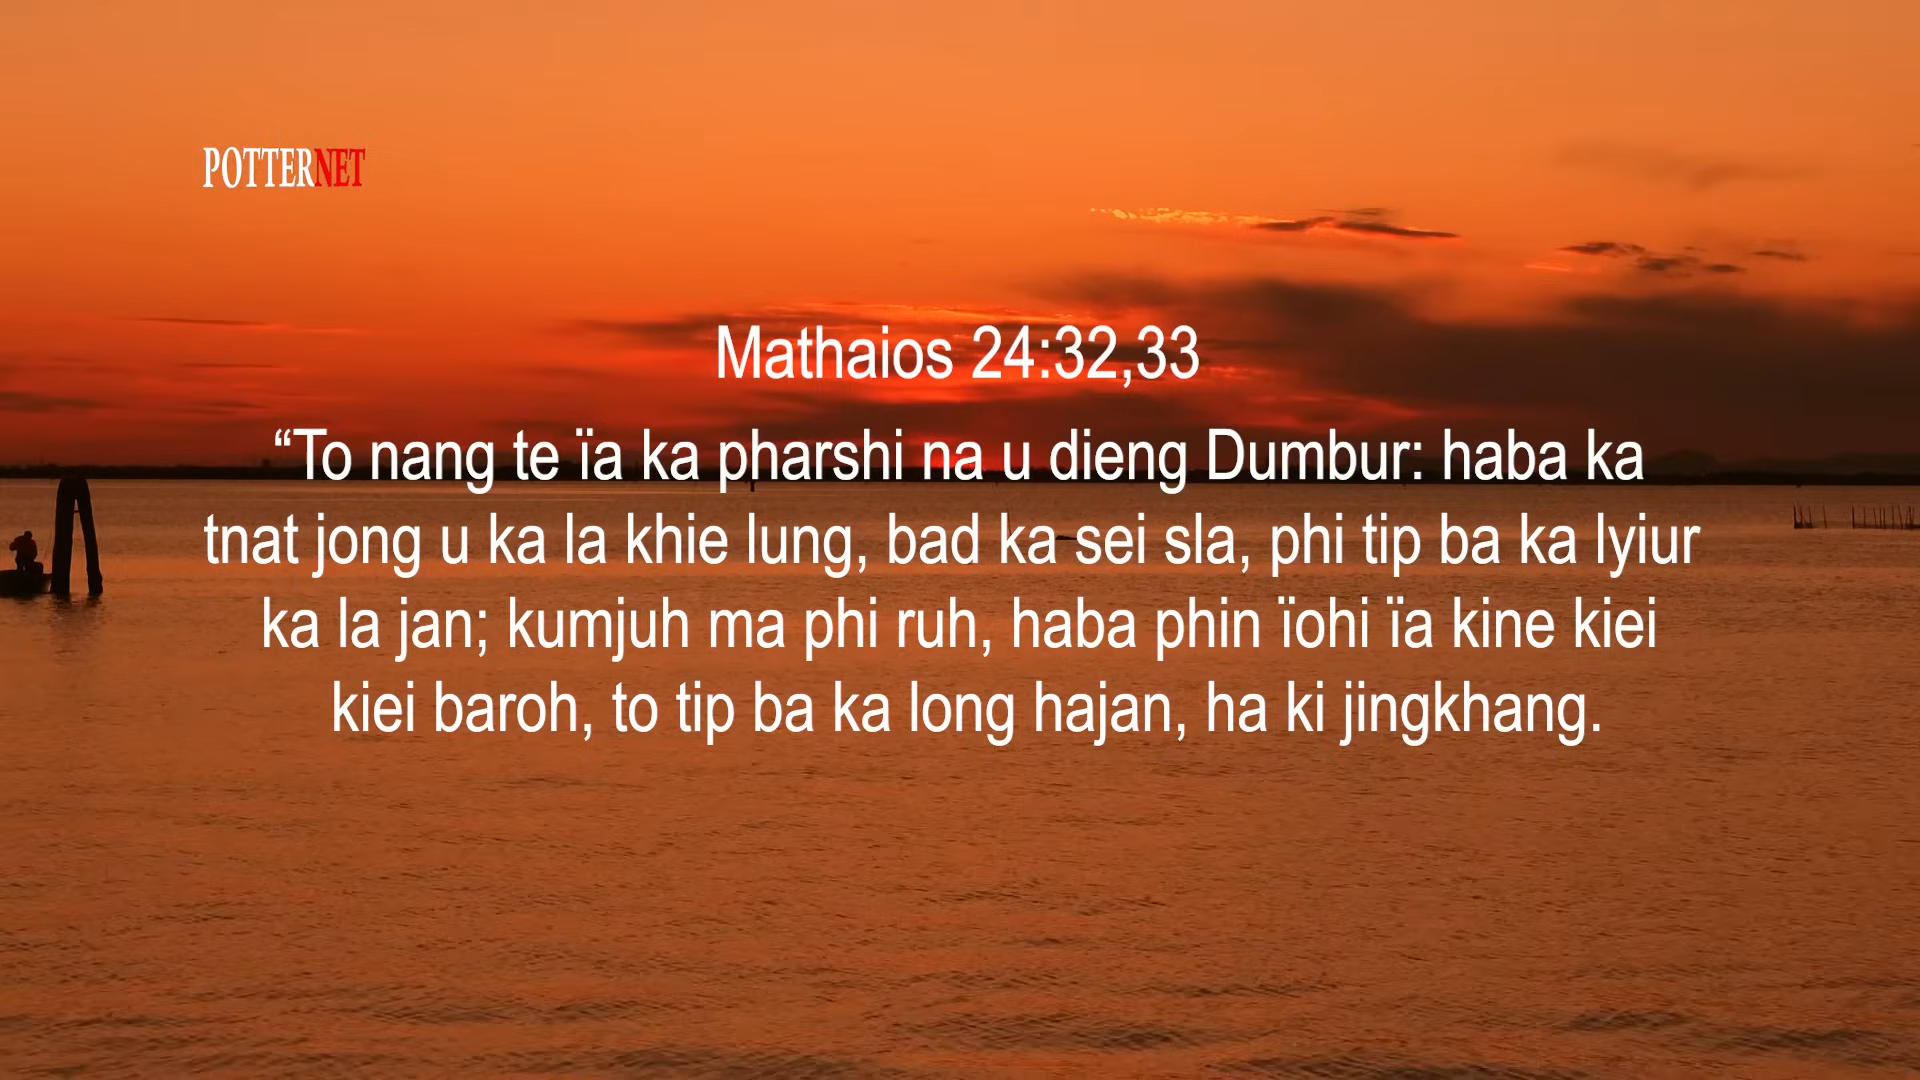 POTTERNET
Mathaios 24:32,33
“To nang te ïa ka pharshi na u dieng Dumbur: haba ka
tnat jong u ka la khie lung, bad ka sei sla, phi tip ba ka lyiur
ka la jan; kumjuh ma phi ruh, haba phin ïohi ïa kine kiei
kiei baroh, to tip ba ka long hajan, ha ki jingkhang.